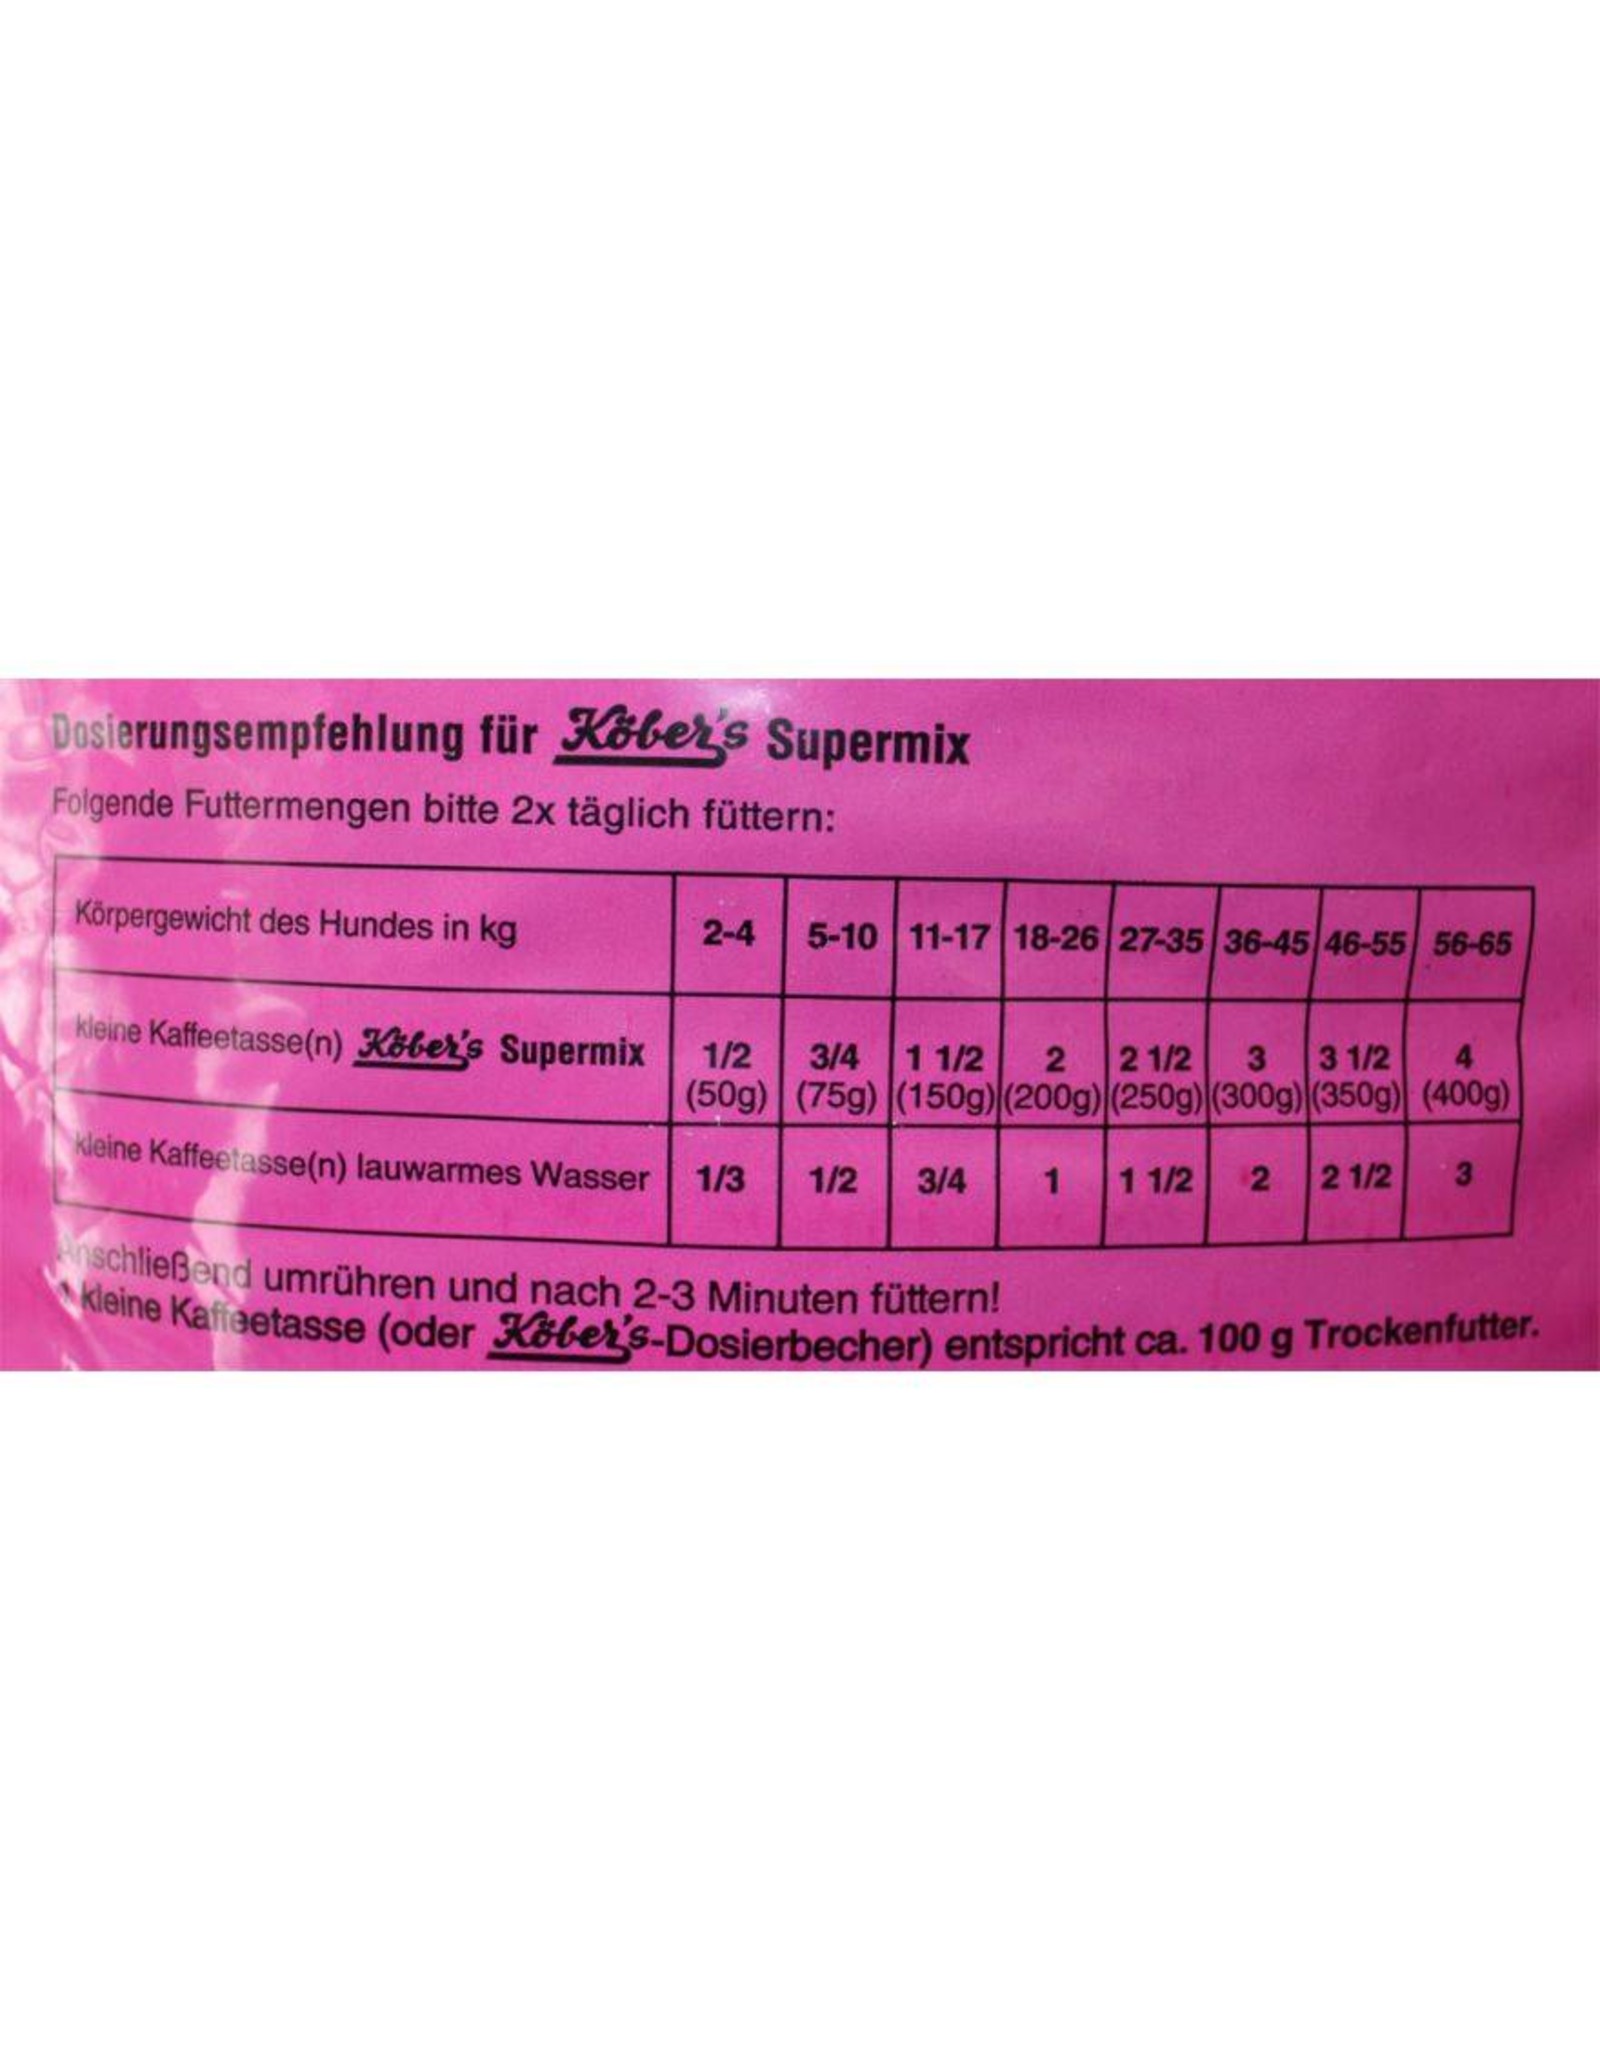 Dosierungsempfehlung für Köber's Supermix
Folgende Futtermengen bitte 2x täglich füttern:
Körpergewicht des Hundes in kg 2-4 5-10 11-17 18-26 27-35 36-45 46-55 56-65
kleine Kaffeetasse(n) Köber's Supermix 1/2 3/4 1 1/2 2 2 1/2 3 3 1/2 4
(50g) (75g) (150g) (200g) (250g) (300g) (350g) (400g)
kleine Kaffeetasse(n) lauwarmes Wasser 1/3 1/2 3/4 1 1 1/2 2 2 1/2 3
Anschließend umrühren und nach 2-3 Minuten füttern!
1 kleine Kaffeetasse (oder Köber's-Dosierbecher) entspricht ca. 100 g Trockenfutter.